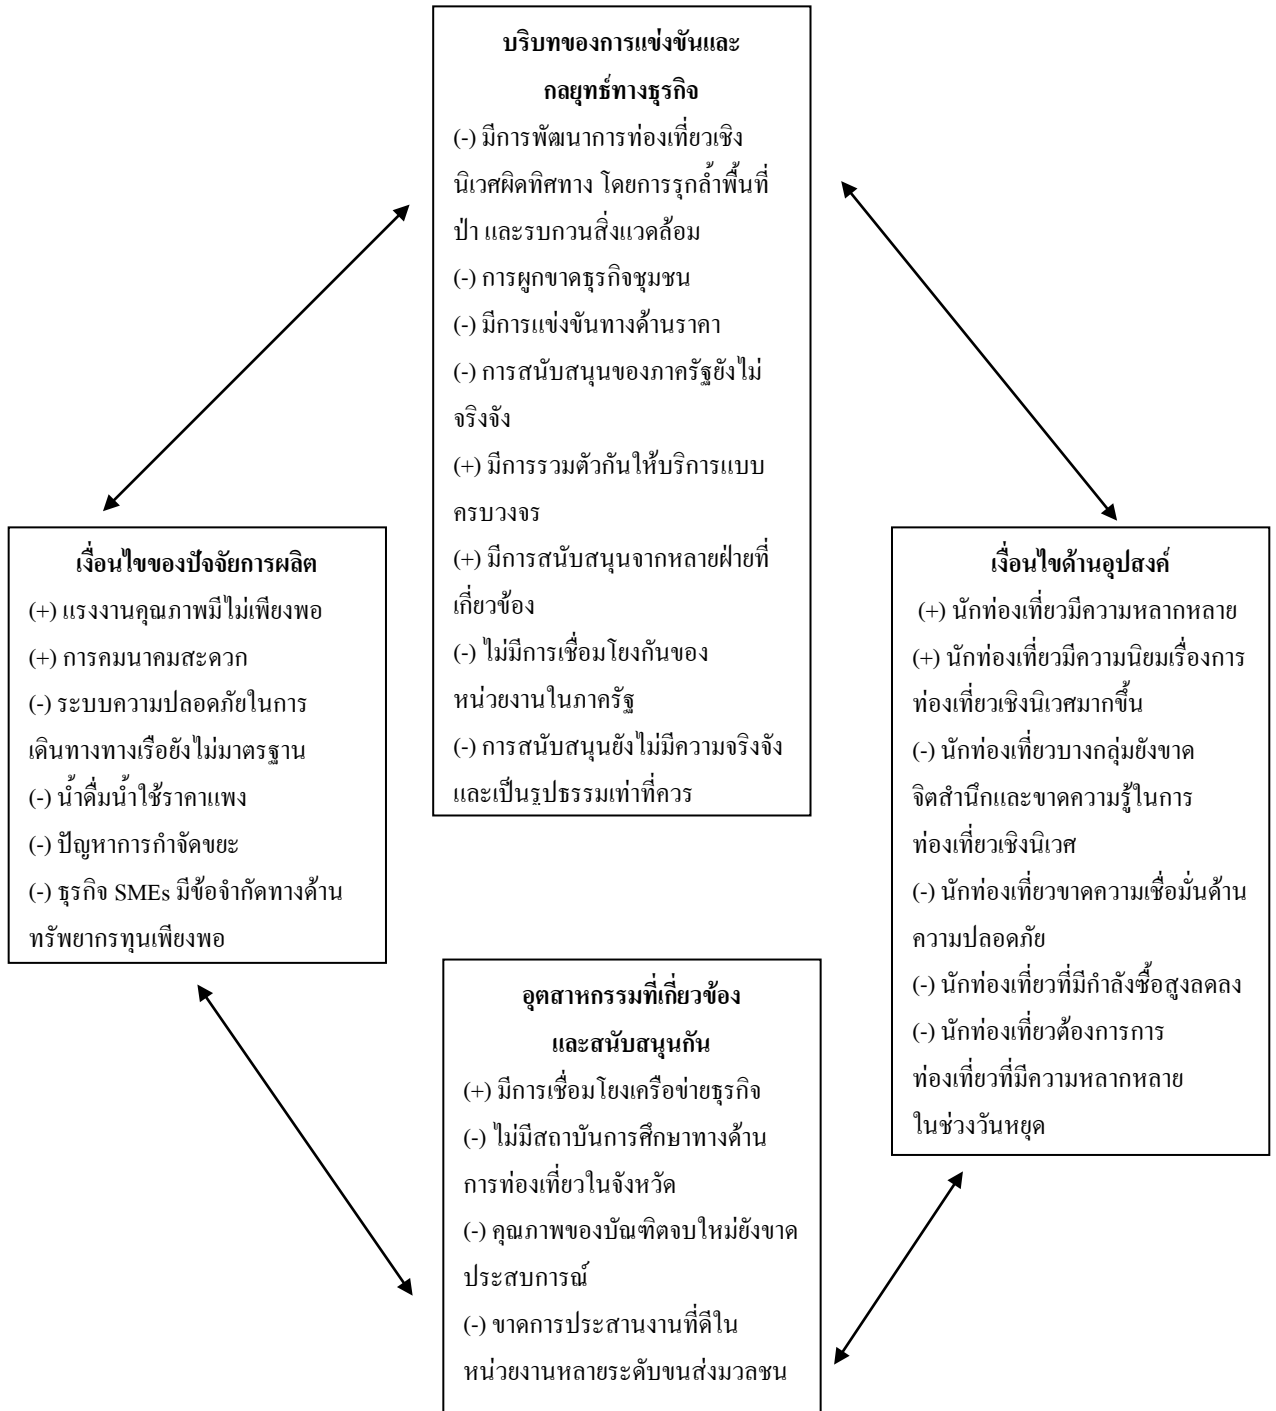 บริบทของการแข่งขันและ
กลยุทธ์ทางธุรกิจ
(-) มีการพัฒนาการท่องเที่ยวเชิง
นิเวศผิดทิศทาง โดยการรุกล้ำพื้นที่
ป่า และรบกวนสิ่งแวดล้อม
(-) การผูกขาดธุรกิจชุมชน
(-) มีการแข่งขันทางด้านราคา
(-) การสนับสนุนของภาครัฐยังไม่
จริงจัง
(+) มีการรวมตัวกันให้บริการแบบ
ครบวงจร
(+) มีการสนับสนุนจากหลายฝ่ายที่
เกี่ยวข้อง
(-) ไม่มีการเชื่อมโยงกันของ
หน่วยงานในภาครัฐ
(-) การสนับสนุนยังไม่มีความจริงจัง
และเป็นรูปธรรมเท่าที่ควร
เงื่อนไขของปัจจัยการผลิต
(+) แรงงานคุณภาพมีไม่เพียงพอ
(+) การคมนาคมสะดวก
(-) ระบบความปลอดภัยในการ
เดินทางทางเรือยังไม่มาตรฐาน
(-) น้ำดื่มน้ำใช้ราคาแพง
(-) ปัญหาการกำจัดขยะ
(-) ธุรกิจ SMEs มีข้อจำกัดทางด้าน
ทรัพยากรทุนเพียงพอ
เงื่อนไขด้านอุปสงค์
(+) นักท่องเที่ยวมีความหลากหลาย
(+) นักท่องเที่ยวมีความนิยมเรื่องการ
ท่องเที่ยวเชิงนิเวศมากขึ้น
(-) นักท่องเที่ยวบางกลุ่มยังขาด
จิตสำนึกและขาดความรู้ในการ
ท่องเที่ยวเชิงนิเวศ
(-) นักท่องเที่ยวขาดความเชื่อมั่นด้าน
ความปลอดภัย
(-) นักท่องเที่ยวที่มีกำลังซื้อสูงลดลง
(-) นักท่องเที่ยวต้องการการ
ท่องเที่ยวที่มีความหลากหลาย
ในช่วงวันหยุด
อุตสาหกรรมที่เกี่ยวข้อง
และสนับสนุนกัน
(+) มีการเชื่อมโยงเครือข่ายธุรกิจ
(-) ไม่มีสถาบันการศึกษาทางด้าน
การท่องเที่ยวในจังหวัด
(-) คุณภาพของบัณฑิตจบใหม่ยังขาด
ประสบการณ์
(-) ขาดการประสานงานที่ดีใน
หน่วยงานหลายระดับขนส่งมวลชน